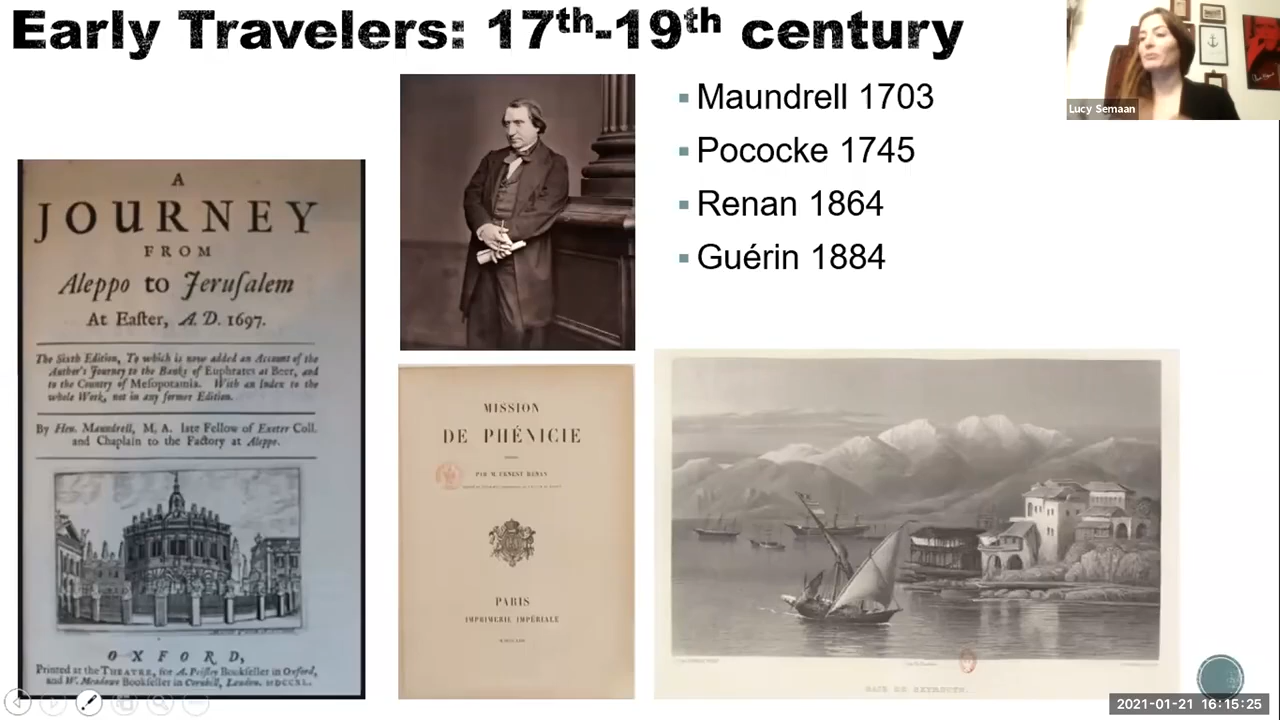 Early Travelers: 17th-19th century
Lucy Semaan
▪ Maundrell 1703
▪ Pococke 1745
▪ Renan 1864
▪ Guérin 1884
A
JOURNEY
FROM
Aleppo to Jeruſalem
At Eaſter, A. D. 1697.
The Sixth Edition, To which is now added an Account of the
Author's Journey to the Banks of Euphrates at Beer, and
to the Country of Meſopotamia. With an Index to the
whole Work, not in any former Edition.
By Hen. Maundrell, M. A. late Fellow of Exeter Coll.
and Chaplain to the Factory at Aleppo.
OXFORD,
Printed at the THEATRE, for A. Peiſley Bookſeller in Oxford,
and W. Meadows Bookſeller in Cornhill, London. MDCCXL.
MISSION
DE PHÉNICIE
PAR M. ERNEST RENAN
PARIS
IMPRIMERIE IMPÉRIALE
RADE DE BEYROUTH.
2021-01-21 16:15:25